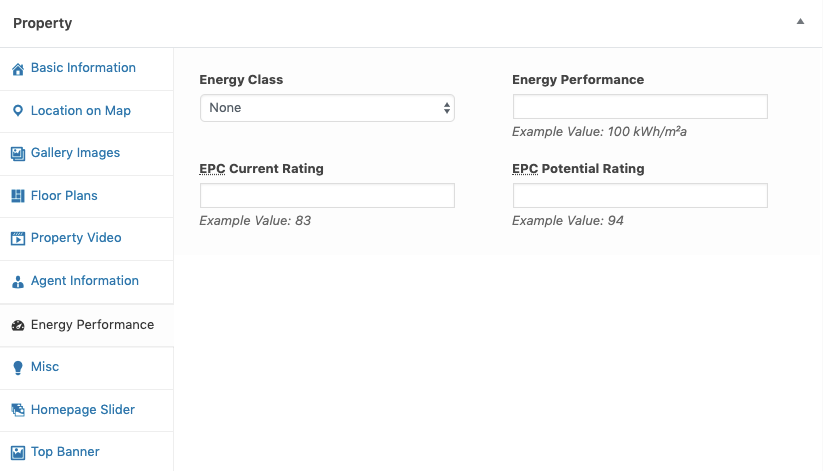 Property
Basic Information
Location on Map
Gallery Images
Floor Plans
Property Video
Agent Information
Energy Performance
Misc
Homepage Slider
Top Banner
Energy Class
None
Energy Performance
Example Value: 100 kWh/m²a
EPC Current Rating
Example Value: 83
EPC Potential Rating
Example Value: 94